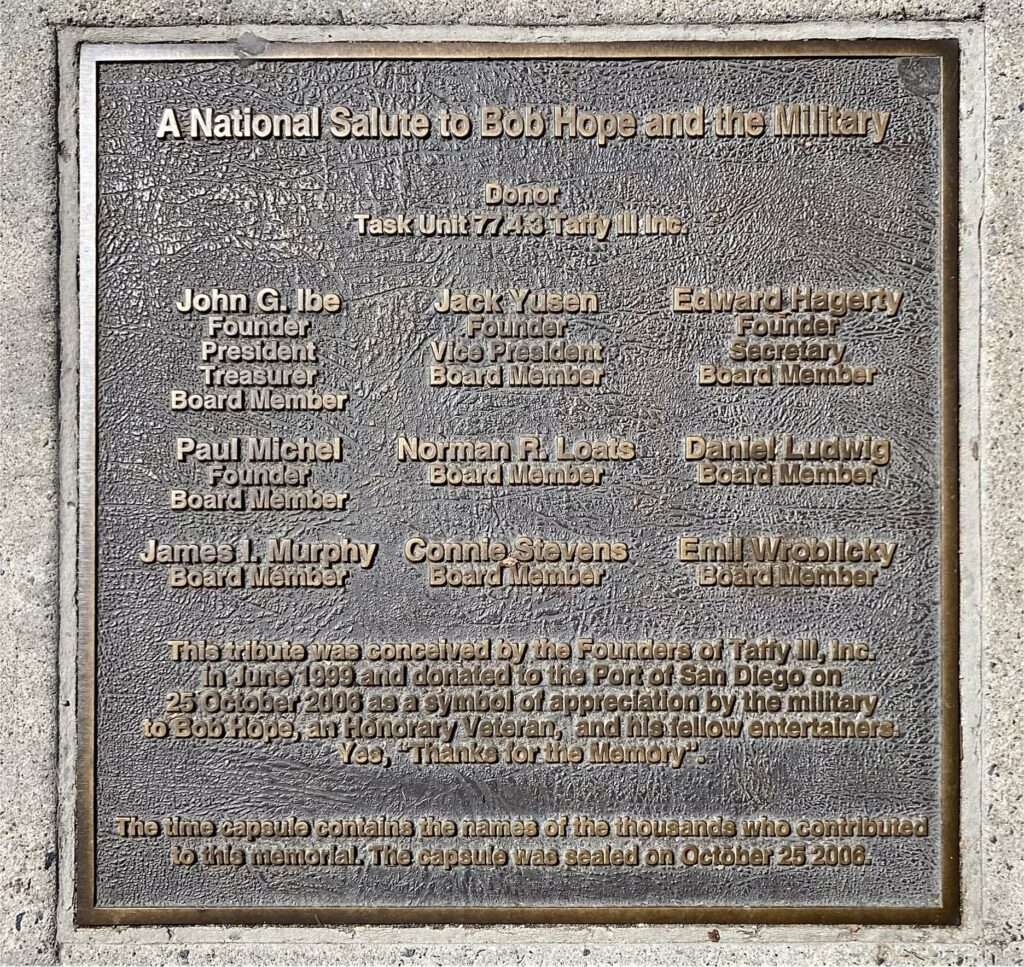 A National Salute to Bob Hope and the Military
Donor
Task Unit 77.4.3 Taffy III Inc.
John G. Ibe
Founder
President
Treasurer
Board Member
Jack Yusen
Founder
Vice President
Board Member
Edward Hagerty
Founder
Secretary
Board Member
Paul Michel
Founder
Board Member
Norman R. Loats
Board Member
Daniel Ludwig
Board Member
James I. Murphy
Board Member
Connie Stevens
Board Member
Emil Wroblicky
Board Member
This tribute was conceived by the Founders of Taffy III, Inc.
in June 1999 and donated to the Port of San Diego on
25 October 2006 as a symbol of appreciation by the military
to Bob Hope, an Honorary Veteran, and his fellow entertainers.
Yes, "Thanks for the Memory".
The time capsule contains the names of the thousands who contributed
to this memorial. The capsule was sealed on October 25 2006.